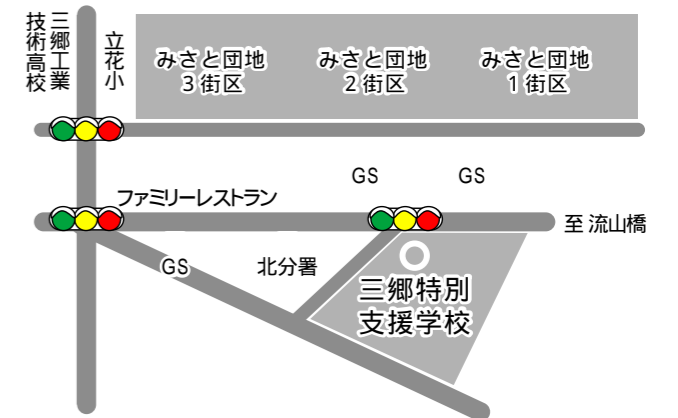 三郷工業
技術高校
立花小
みさと団地
3街区
みさと団地
2街区
みさと団地
1街区
GS
GS
ファミリーレストラン
至 流山橋
GS
北分署
三郷特別
支援学校